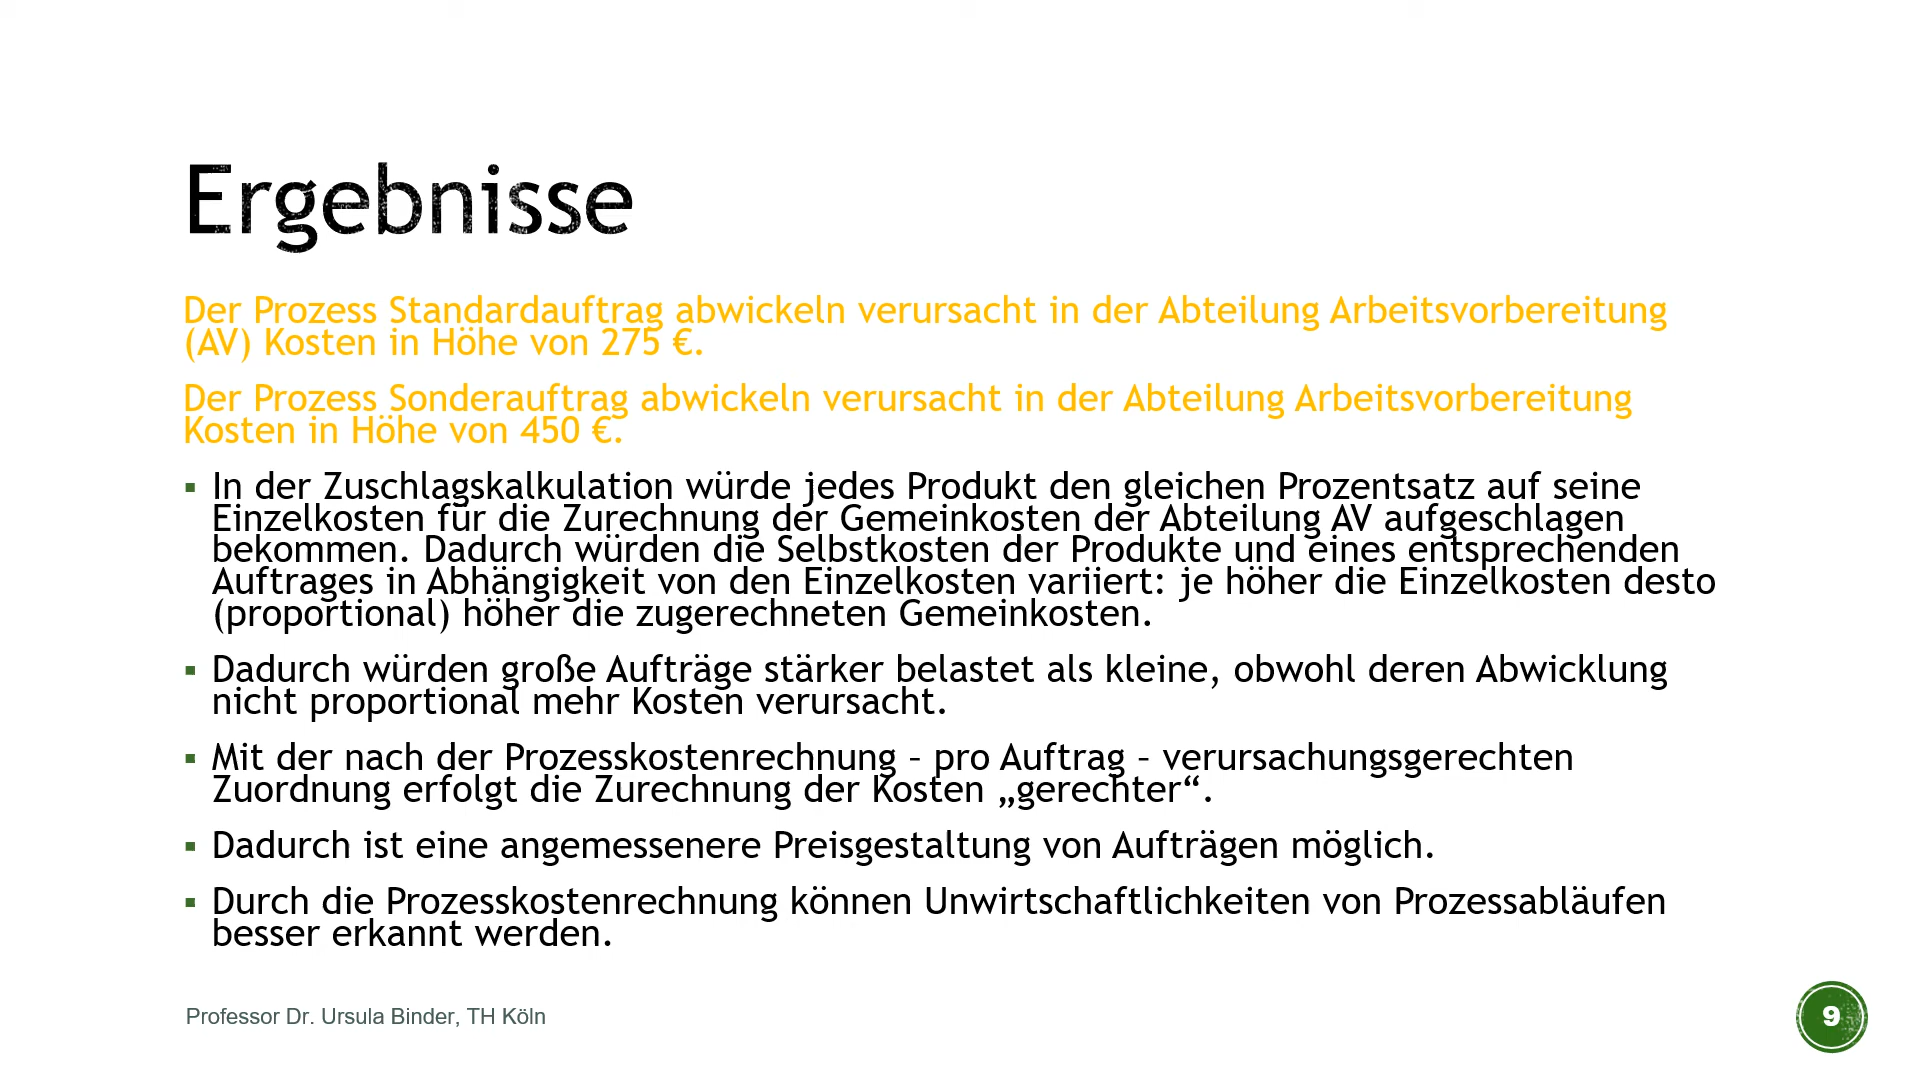 Ergebnisse
Der Prozess Standardauftrag abwickeln verursacht in der Abteilung Arbeitsvorbereitung
(AV) Kosten in Höhe von 275 €.
Der Prozess Sonderauftrag abwickeln verursacht in der Abteilung Arbeitsvorbereitung
Kosten in Höhe von 450 €.
▪ In der Zuschlagskalkulation würde jedes Produkt den gleichen Prozentsatz auf seine
Einzelkosten für die Zurechnung der Gemeinkosten der Abteilung AV aufgeschlagen
bekommen. Dadurch würden die Selbstkosten der Produkte und eines entsprechenden
Auftrages in Abhängigkeit von den Einzelkosten variiert: je höher die Einzelkosten desto
(proportional) höher die zugerechneten Gemeinkosten.
▪ Dadurch würden große Aufträge stärker belastet als kleine, obwohl deren Abwicklung
nicht proportional mehr Kosten verursacht.
▪ Mit der nach der Prozesskostenrechnung – pro Auftrag – verursachungsgerechten
Zuordnung erfolgt die Zurechnung der Kosten „gerechter“.
▪ Dadurch ist eine angemessenere Preisgestaltung von Aufträgen möglich.
▪ Durch die Prozesskostenrechnung können Unwirtschaftlichkeiten von Prozessabläufen
besser erkannt werden.
Professor Dr. Ursula Binder, TH Köln
9